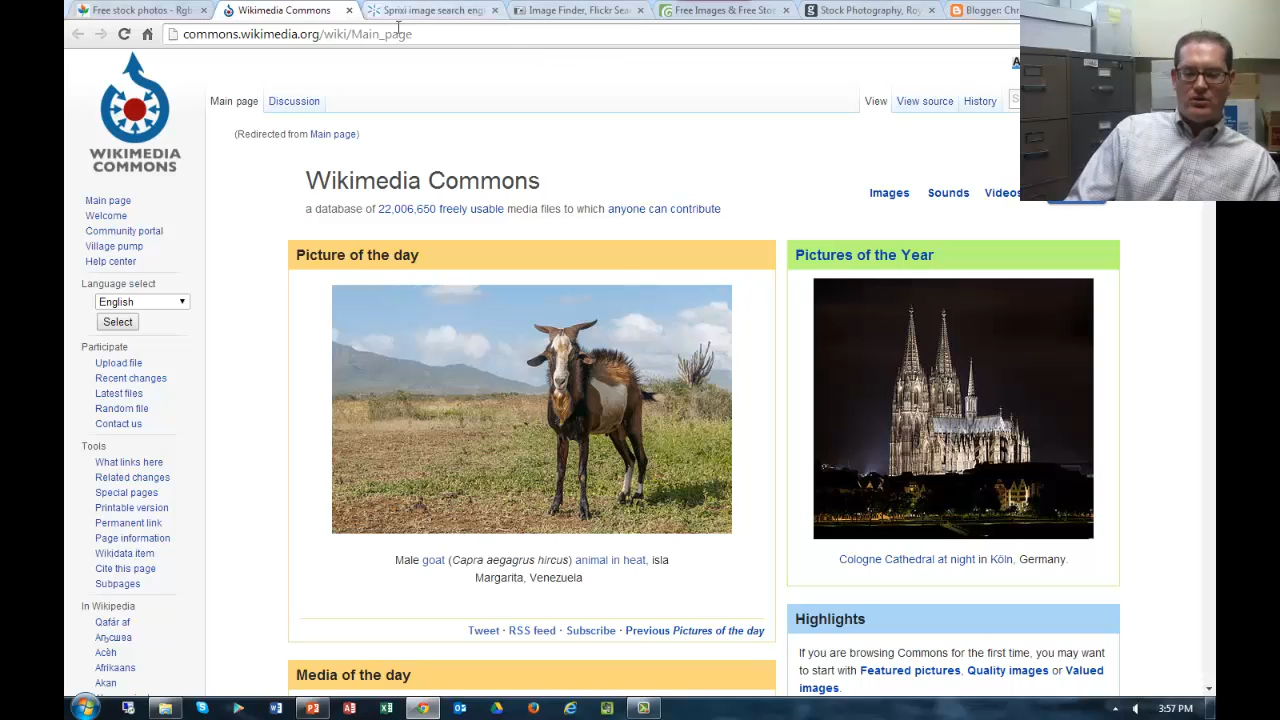 Free stock photos - Rgb
Wikimedia Commons
Sprixi image search eng
Image Finder, Flickr Sea
Free Images & Free Stoc
Stock Photography, Roy
Blogger: Chr
commons.wikimedia.org/wiki/Main_page
WIKIMEDIA
COMMONS
Main page
Discussion
View
View source
History
(Redirected from Main page)
Wikimedia Commons
a database of 22,006,650 freely usable media files to which anyone can contribute
Images
Sounds
Videos
Main page
Welcome
Community portal
Village pump
Help center
Language select
English
Select
Participate
Upload file
Recent changes
Latest files
Random file
Contact us
Tools
What links here
Related changes
Special pages
Printable version
Permanent link
Page information
Wikidata item
Cite this page
Subpages
In Wikipedia
Qafár af
Аҧсшәа
Acèh
Afrikaans
Akan
Picture of the day
Male goat (Capra aegagrus hircus) animal in heat, isla
Margarita, Venezuela
Tweet · RSS feed · Subscribe · Previous Pictures of the day
Media of the day
Pictures of the Year
Cologne Cathedral at night in Köln, Germany.
Highlights
If you are browsing Commons for the first time, you may want
to start with Featured pictures, Quality images or Valued
images.
3:57 PM